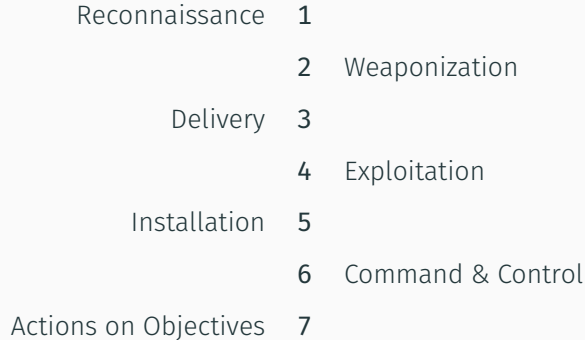 Reconnaissance 1
2 Weaponization
Delivery 3
4 Exploitation
Installation 5
6 Command & Control
Actions on Objectives 7